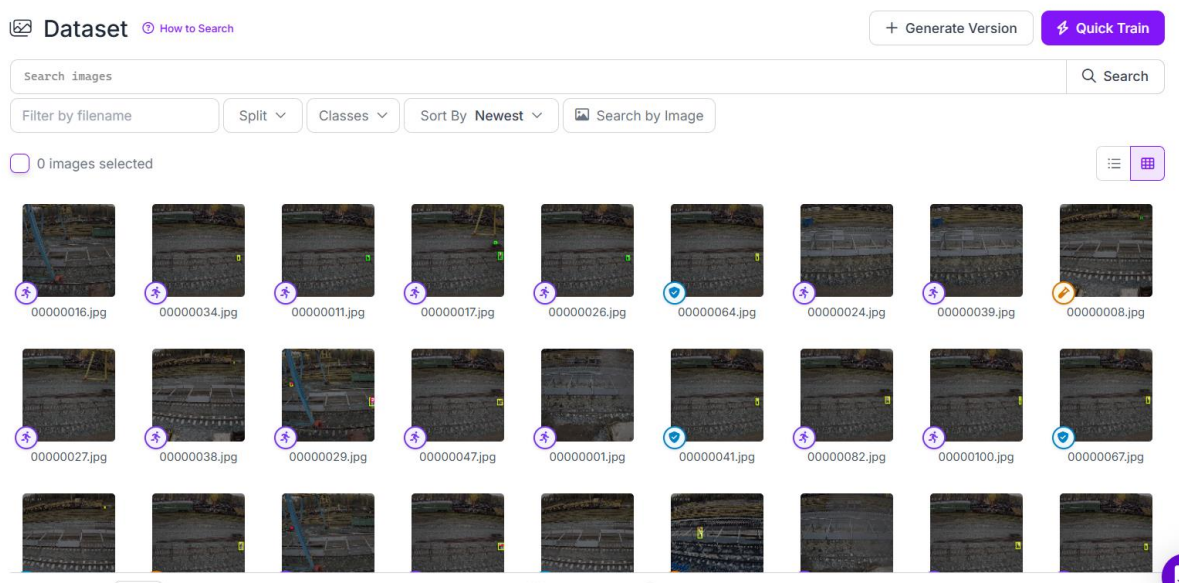 Dataset How to Search Generate Version Quick Train
Search images Search
Filter by filename Split Classes Sort By Newest Search by Image
0 images selected
00000016.jpg 00000034.jpg 00000011.jpg 00000017.jpg 00000026.jpg 00000064.jpg 00000024.jpg 00000039.jpg 00000008.jpg
00000027.jpg 00000038.jpg 00000029.jpg 00000047.jpg 00000001.jpg 00000041.jpg 00000082.jpg 00000100.jpg 00000067.jpg